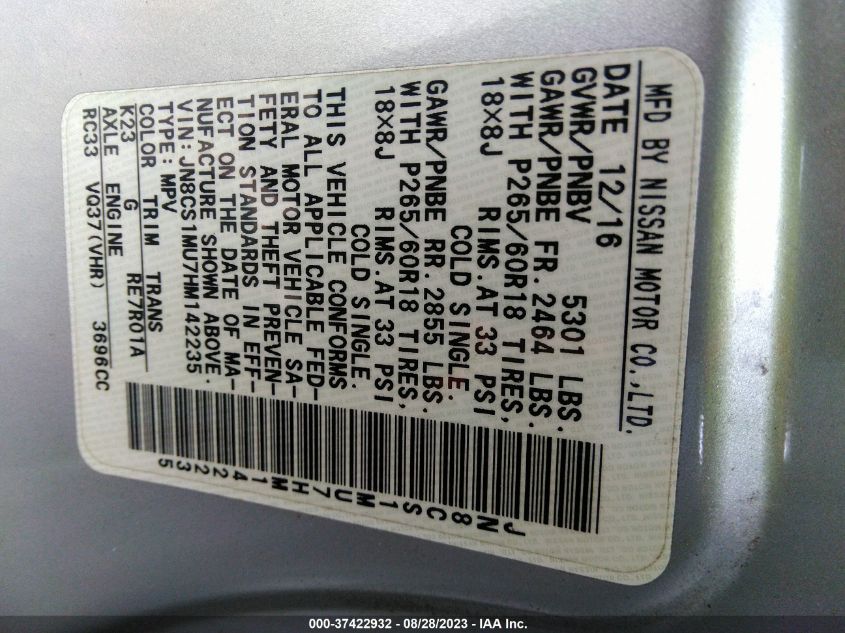 MFD BY NISSAN MOTOR CO.,LTD.
DATE 12/16
GVWR/PNBV 5301 LBS.
GAWR/PNBE FR. 2464 LBS.
WITH P265/60R18 TIRES,
18X8J RIMS.AT 33 PSI
COLD SINGLE.
GAWR/PNBE RR. 2855 LBS.
WITH P265/60R18 TIRES,
18X8J RIMS.AT 33 PSI
COLD SINGLE.
THIS VEHICLE CONFORMS
TO ALL APPLICABLE FED-
ERAL MOTOR VEHICLE SA-
FETY AND THEFT PREVEN-
TION STANDARDS IN EFF-
ECT ON THE DATE OF MA-
NUFACTURE SHOWN ABOVE.
VIN:JN8CS1MU7HM142235
TYPE:MPV
COLOR TRIM TRANS
K23 G RE7R01A
AXLE ENGINE
RC33 VQ37(VHR) 3696CC
JN8CS1MU7HM142235
000-37422932 - 08/28/2023 - IAA Inc.